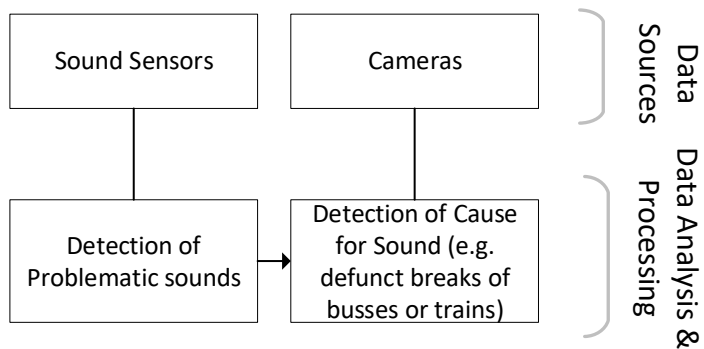 Sound Sensors
Cameras
Data
Sources
Detection of
Problematic sounds
Detection of Cause
for Sound (e.g.
defunct breaks of
busses or trains)
Data Analysis &
Processing